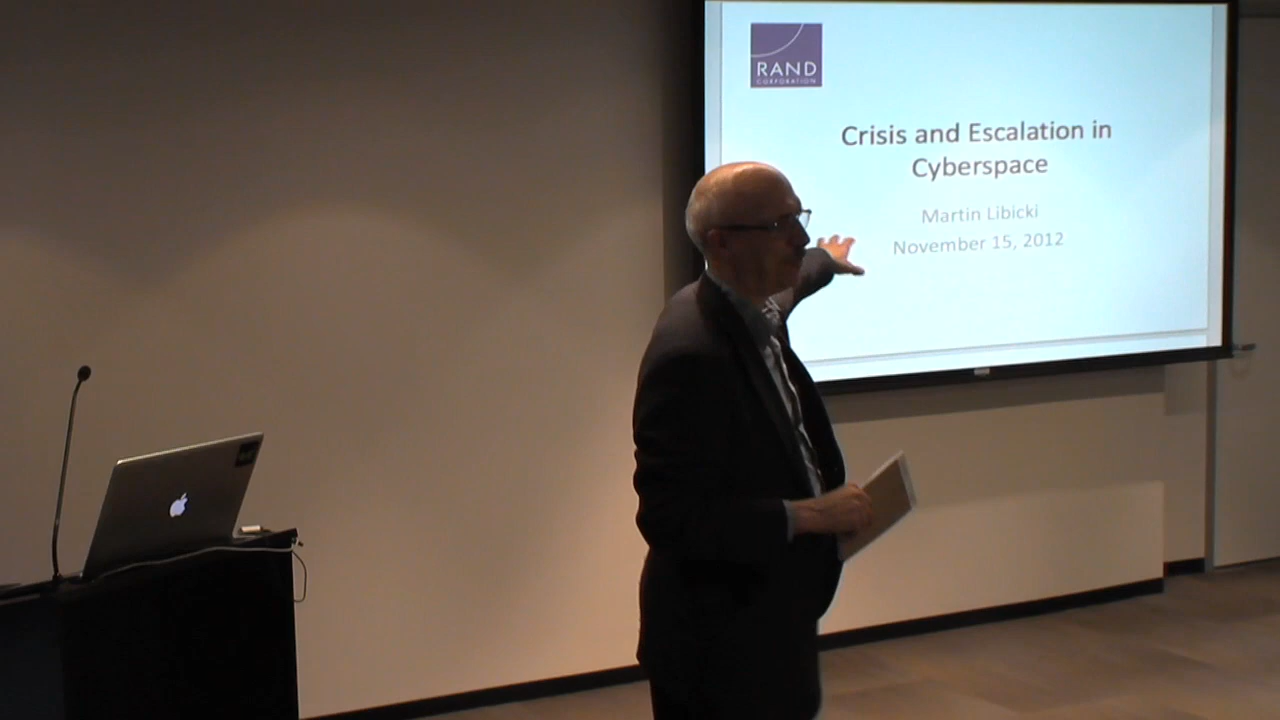 RAND
CORPORATION
Crisis and Escalation in
Cyberspace
Martin Libicki
November 15, 2012